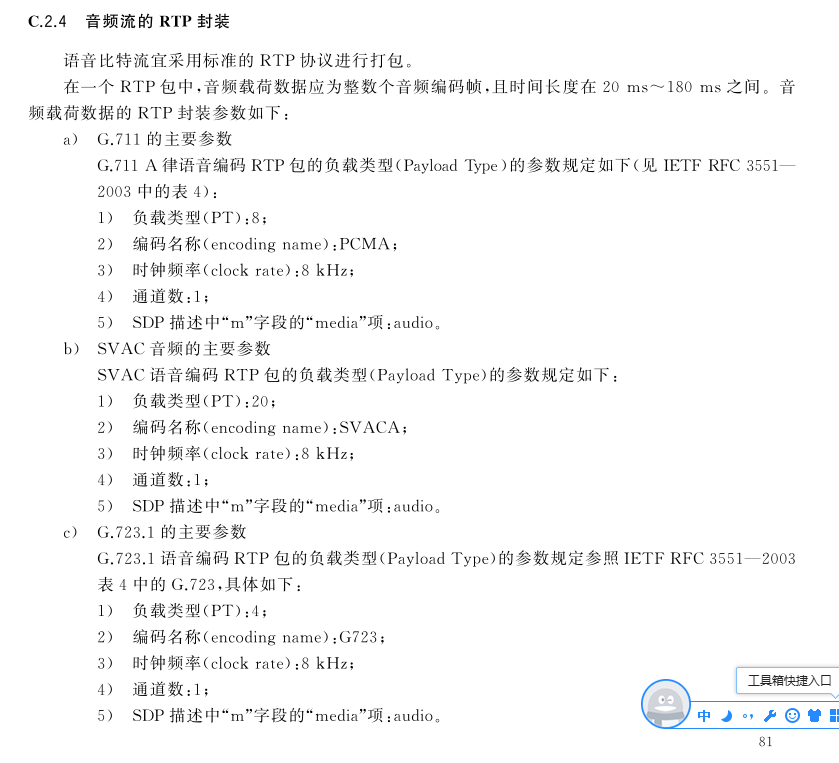 C.2.4 音频流的 RTP 封装
语音比特流宜采用标准的 RTP 协议进行打包。
在一个 RTP 包中,音频载荷数据应为整数个音频编码帧,且时间长度在 20 ms～180 ms 之间。音
频载荷数据的 RTP 封装参数如下:
a) G.711 的主要参数
G.711 A 律语音编码 RTP 包的负载类型(Payload Type)的参数规定如下(见 IETF RFC 3551—
2003 中的表 4):
1) 负载类型(PT):8;
2) 编码名称(encoding name):PCMA;
3) 时钟频率(clock rate):8 kHz;
4) 通道数:1;
5) SDP 描述中“m”字段的“media”项:audio。
b) SVAC 音频的主要参数
SVAC 语音编码 RTP 包的负载类型(Payload Type)的参数规定如下:
1) 负载类型(PT):20;
2) 编码名称(encoding name):SVACA;
3) 时钟频率(clock rate):8 kHz;
4) 通道数:1;
5) SDP 描述中“m”字段的“media”项:audio。
c) G.723.1 的主要参数
G.723.1 语音编码 RTP 包的负载类型(Payload Type)的参数规定参照 IETF RFC 3551—2003
表 4 中的 G.723,具体如下:
1) 负载类型(PT):4;
2) 编码名称(encoding name):G723;
3) 时钟频率(clock rate):8 kHz;
4) 通道数:1;
5) SDP 描述中“m”字段的“media”项:audio。
工具箱快捷入口
中
81